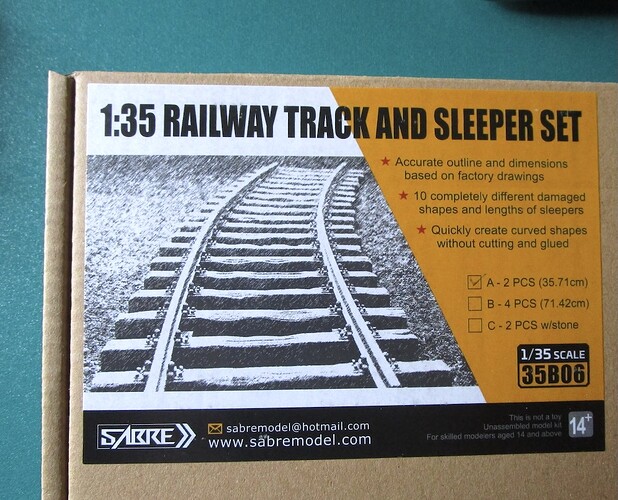 1:35 RAILWAY TRACK AND SLEEPER SET
★ Accurate outline and dimensions
based on factory drawings
★ 10 completely different damaged
shapes and lengths of sleepers
★ Quickly create curved shapes
without cutting and glued
A - 2 PCS (35.71cm)
B - 4 PCS (71.42cm)
C - 2 PCS w/stone
1/35 SCALE
35B06
SABRE
sabremodel@hotmail.com
www.sabremodel.com
This is not a toy
Unassembled model kit
For skilled modelers aged 14 and above
14+